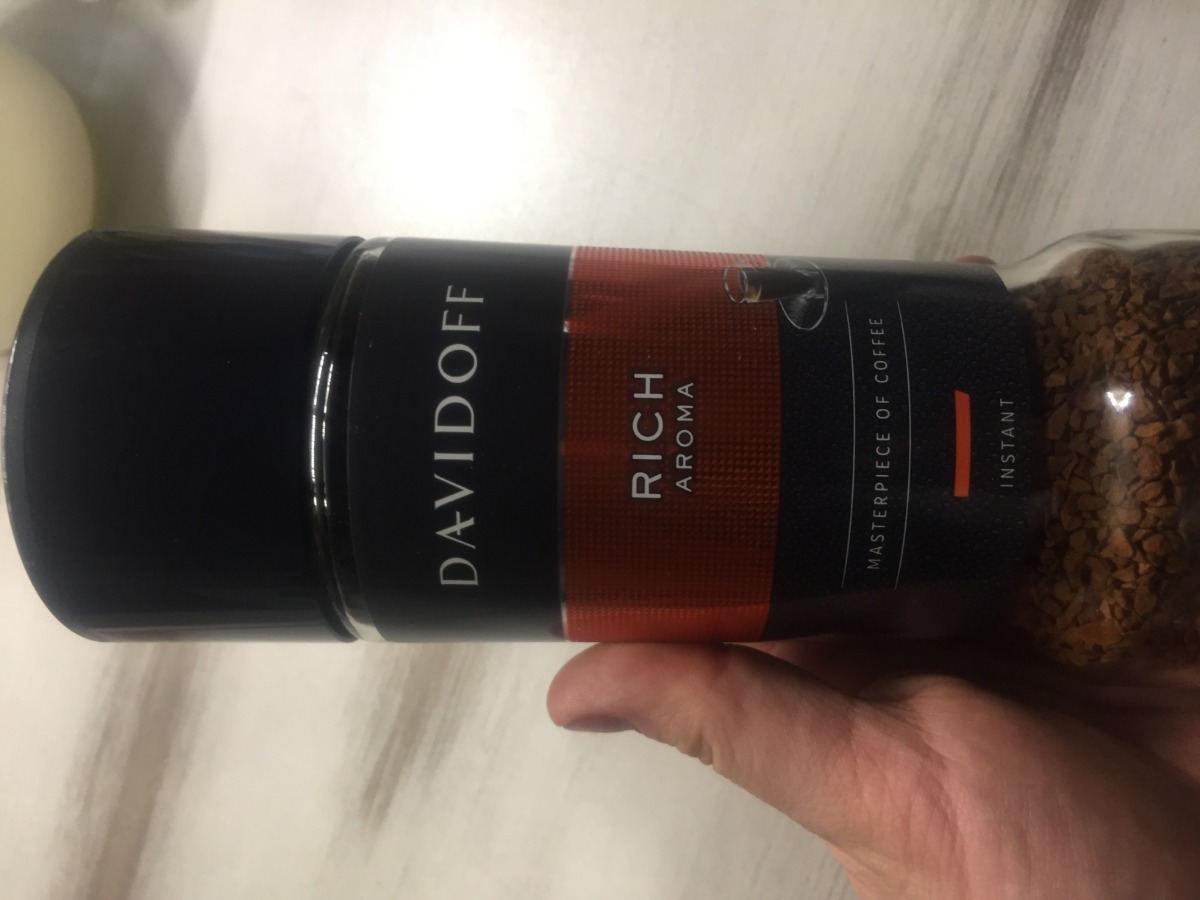 DAVIDOFF
RICH
AROMA
MASTERPIECE OF COFFEE
INSTANT